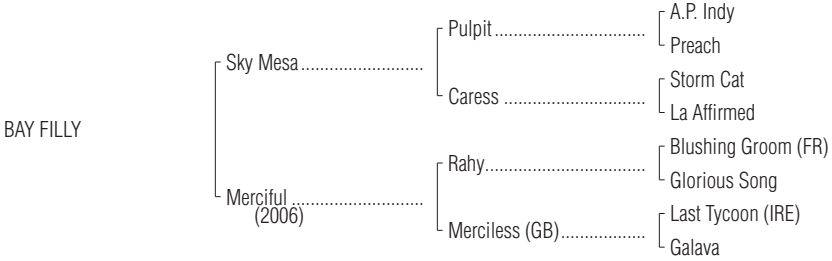 A.P. Indy
Pulpit
Preach
Sky Mesa
Storm Cat
Caress
La Affirmed
BAY FILLY
Blushing Groom (FR)
Rahy
Glorious Song
Merciful
(2006)
Last Tycoon (IRE)
Merciless (GB)
Galava